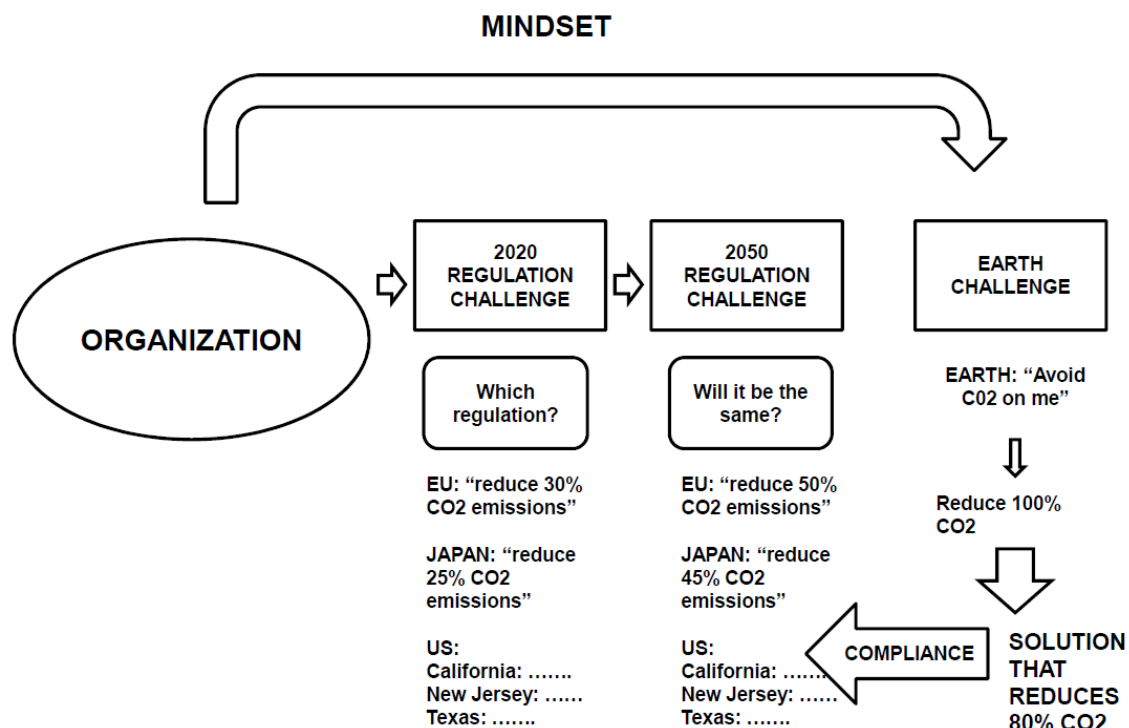 MINDSET
ORGANIZATION
2020
REGULATION
CHALLENGE
2050
REGULATION
CHALLENGE
EARTH
CHALLENGE
Which
regulation?
Will it be the
same?
EARTH: “Avoid
C02 on me”
EU: “reduce 30%
CO2 emissions”
JAPAN: “reduce
25% CO2
emissions”
US:
California: …….
New Jersey: ……
Texas: …….
EU: “reduce 50%
CO2 emissions”
JAPAN: “reduce
45% CO2
emissions”
US:
California: …….
New Jersey: ……
Texas: …….
Reduce 100%
CO2
COMPLIANCE
SOLUTION
THAT
REDUCES
80% CO2